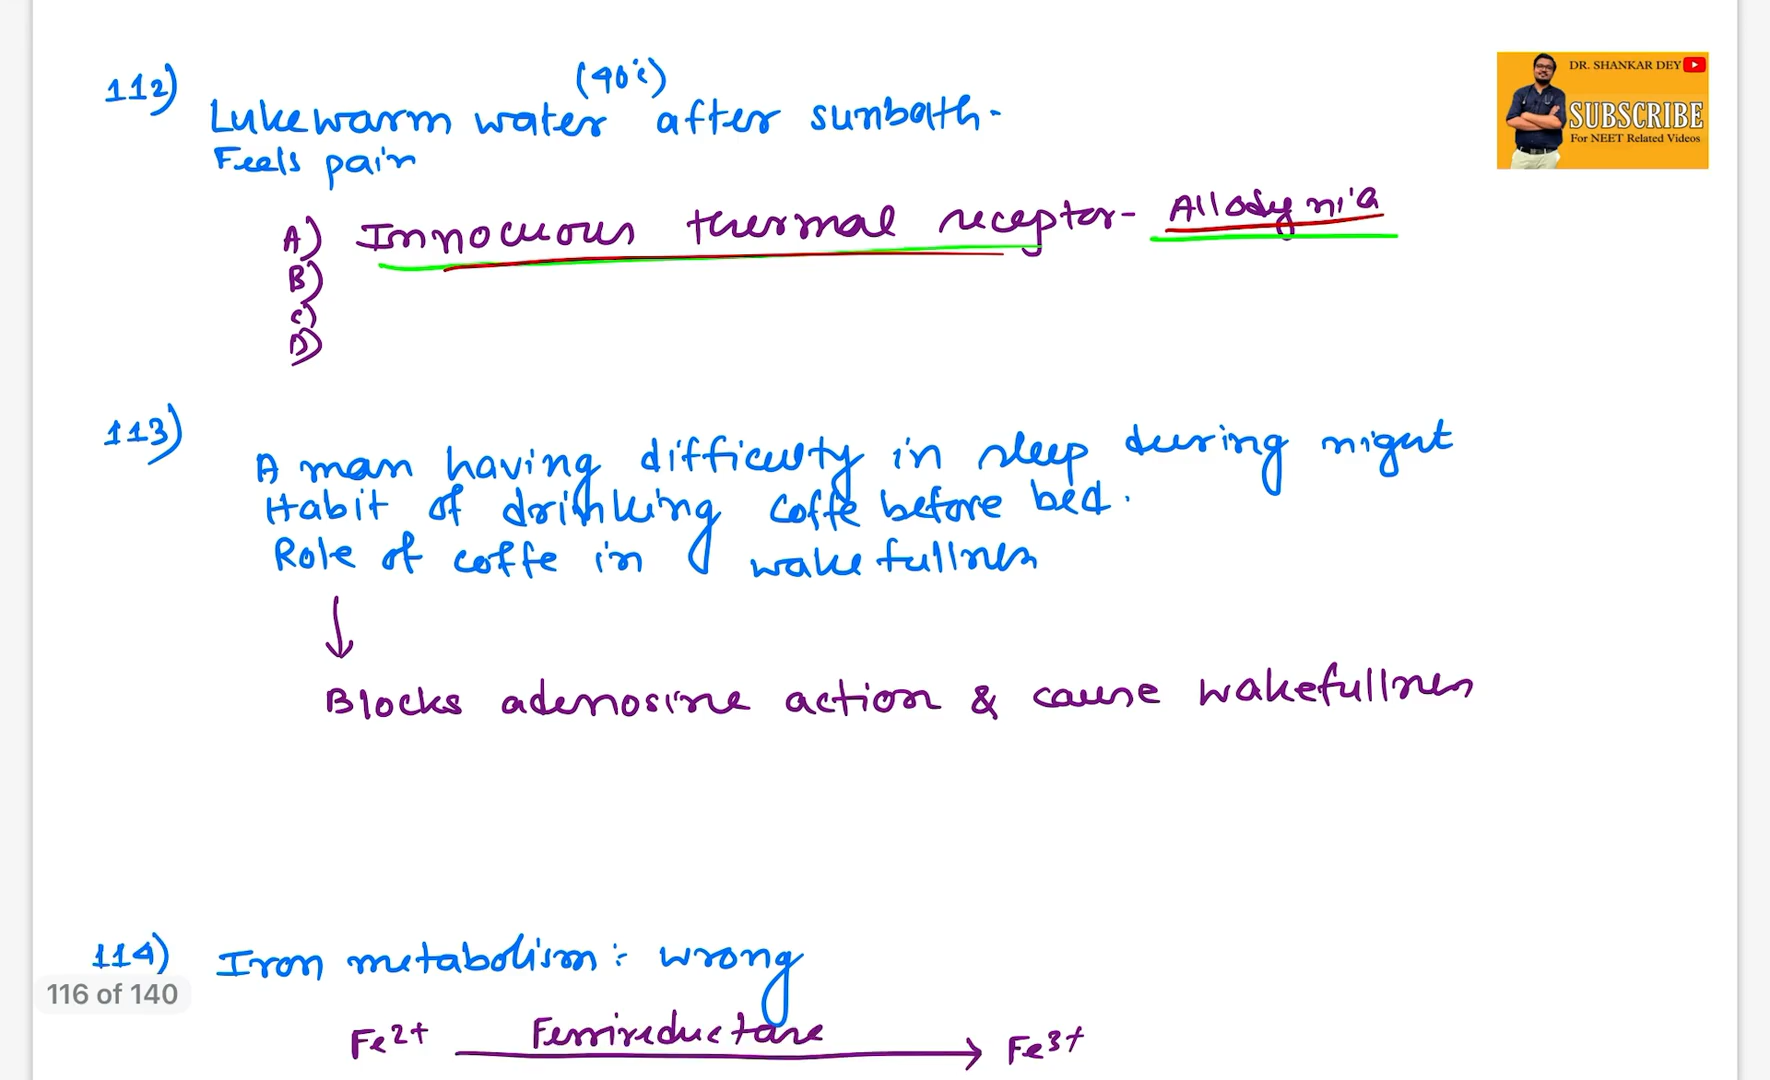 112)
(40°c)
Lukewarm water after sunbath-
Feels pain
A) Innocuous thermal receptor- Allodynia
B)
C)
D)
113)
A man having difficulty in sleep during night
Habit of drinking coffe before bed.
Role of coffe in wakefullness
↓
Blocks adenosine action & cause wakefullness
114) Iron metabolism: wrong
Fe2+ Ferrireductase → Fe3+
116 of 140
DR. SHANKAR DEY
SUBSCRIBE
For NEET Related Videos